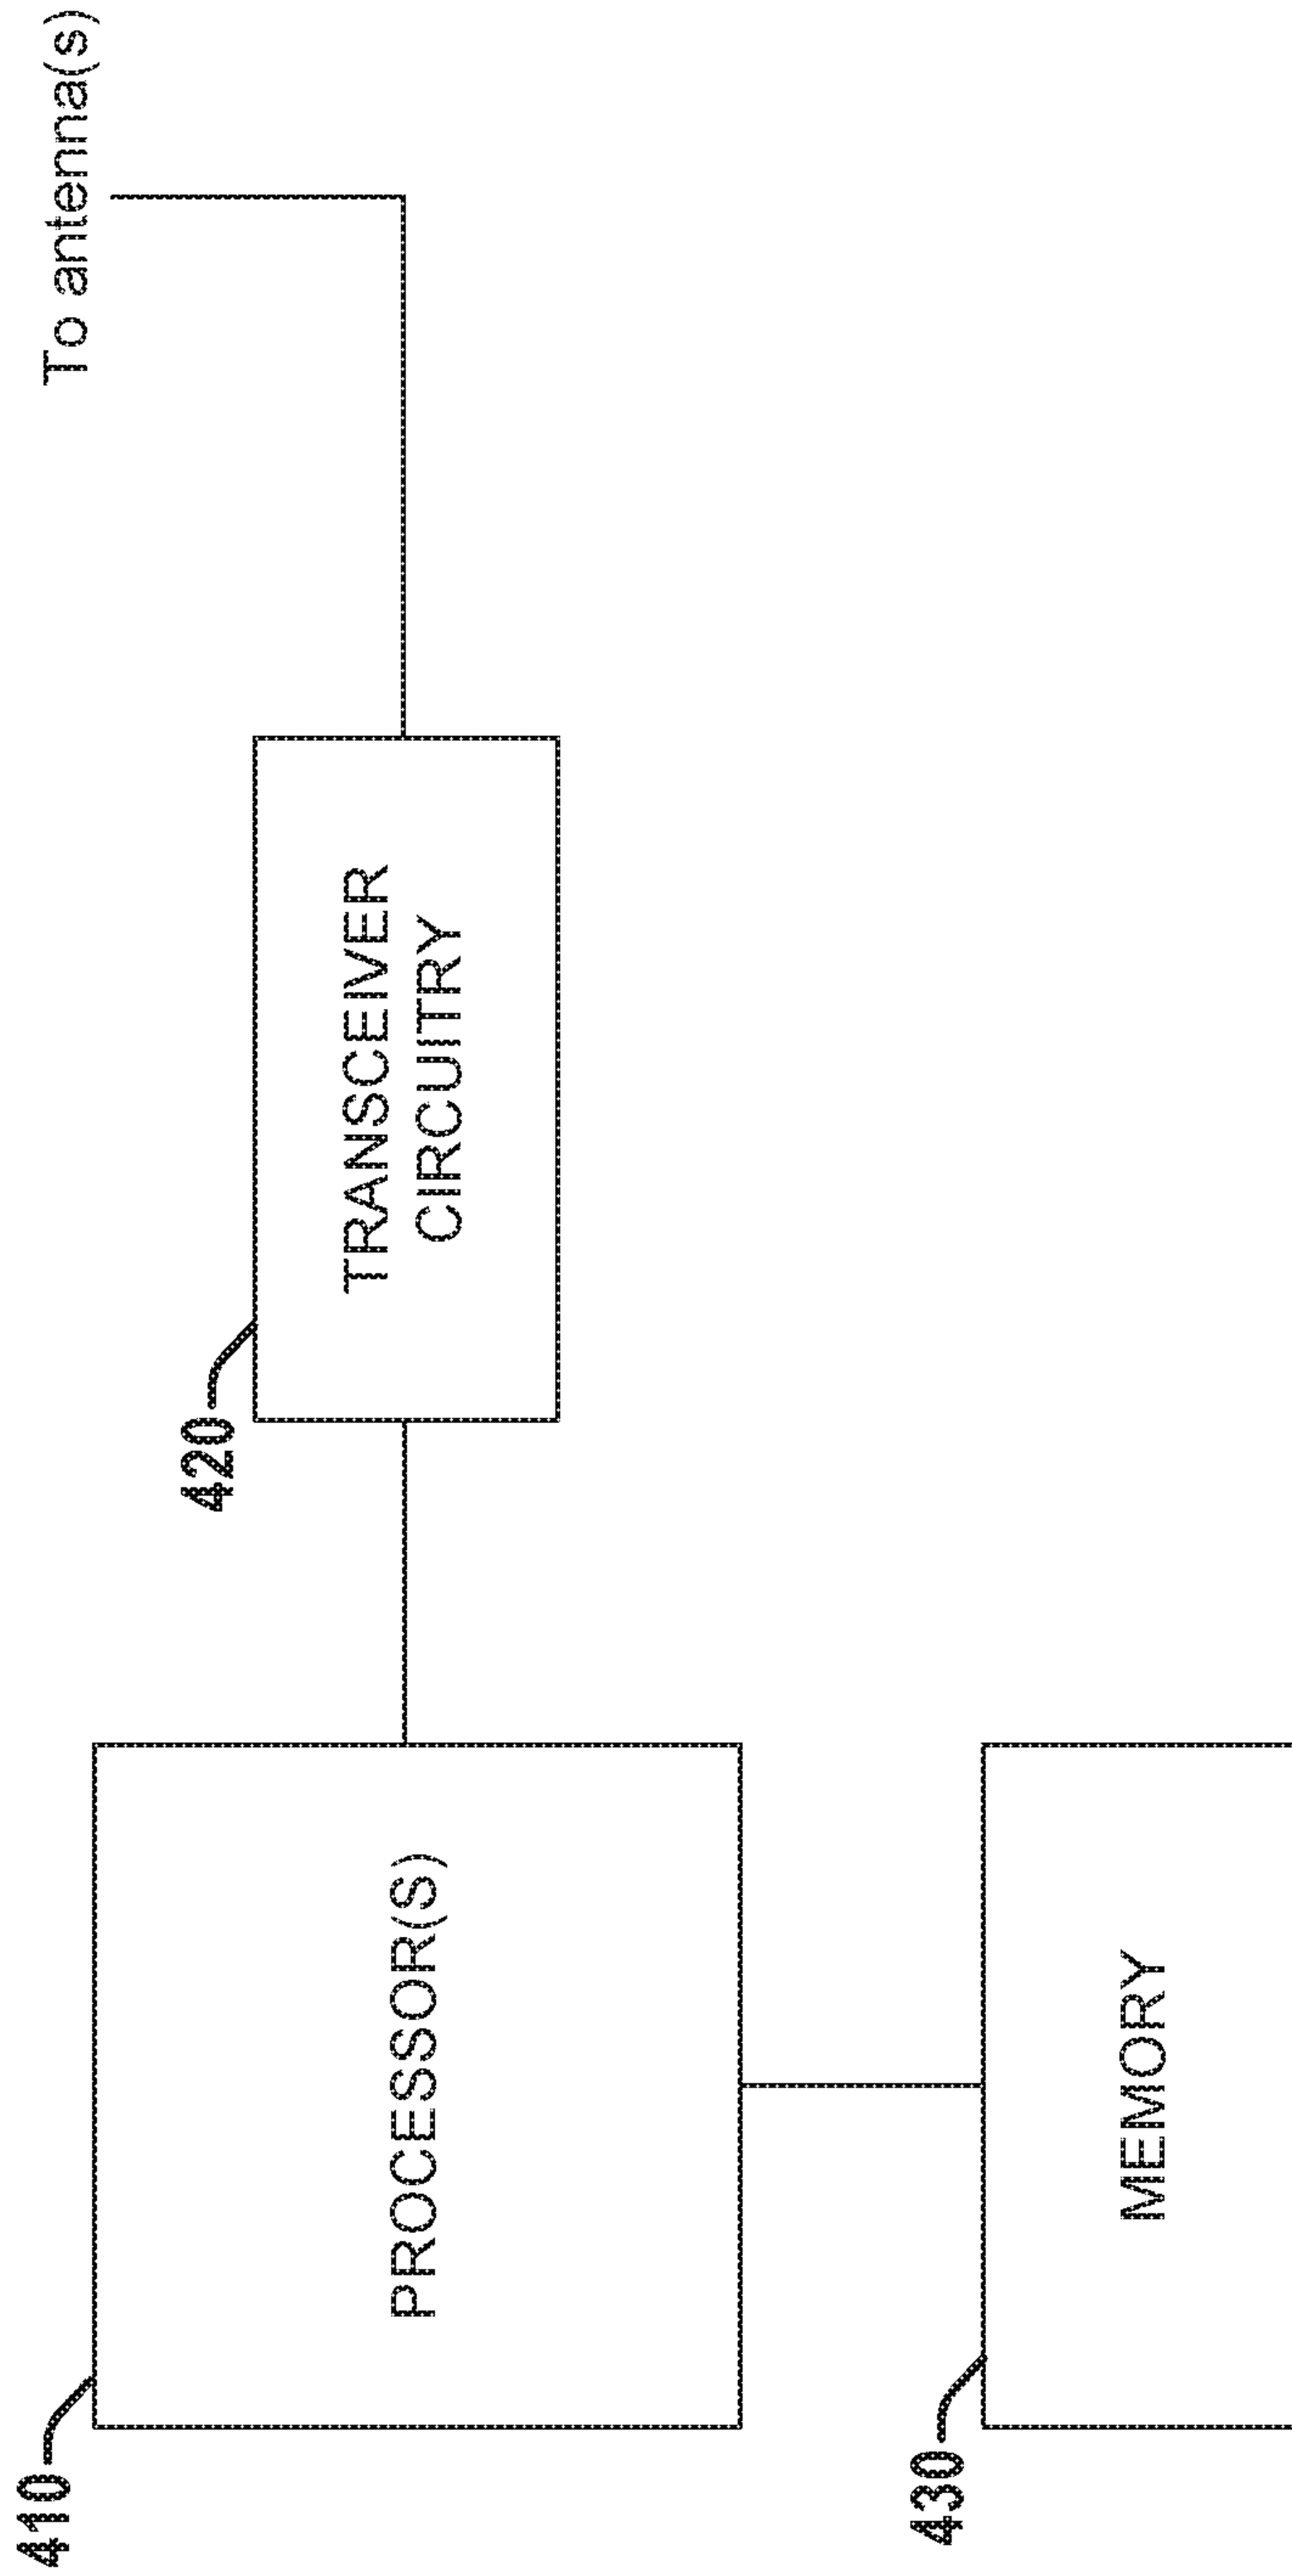 To antenna(s)
420
TRANSCEIVER
CIRCUITRY
410
PROCESSOR(S)
430
MEMORY